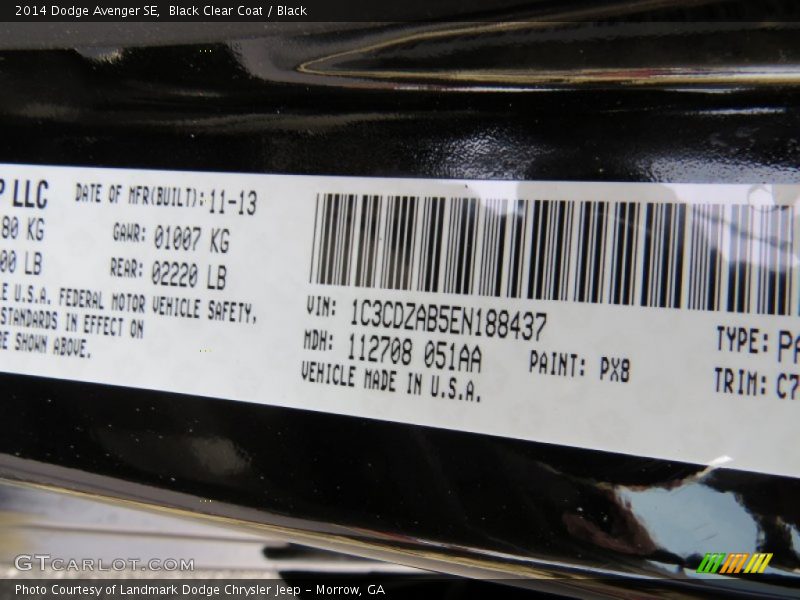 2014 Dodge Avenger SE,  Black Clear Coat / Black
P LLC
DATE OF MFR(BUILT): 11-13
80 KG
GAWR: 01007 KG
00 LB
REAR: 02220 LB
E U.S.A. FEDERAL MOTOR VEHICLE SAFETY,
STANDARDS IN EFFECT ON
RE SHOWN ABOVE.
VIN: 1C3CDZAB5EN188437
MDH: 112708 051AA
PAINT: PX8
VEHICLE MADE IN U.S.A.
TYPE: PA
TRIM: C7
GTCARLOT.COM
Photo Courtesy of Landmark Dodge Chrysler Jeep – Morrow, GA